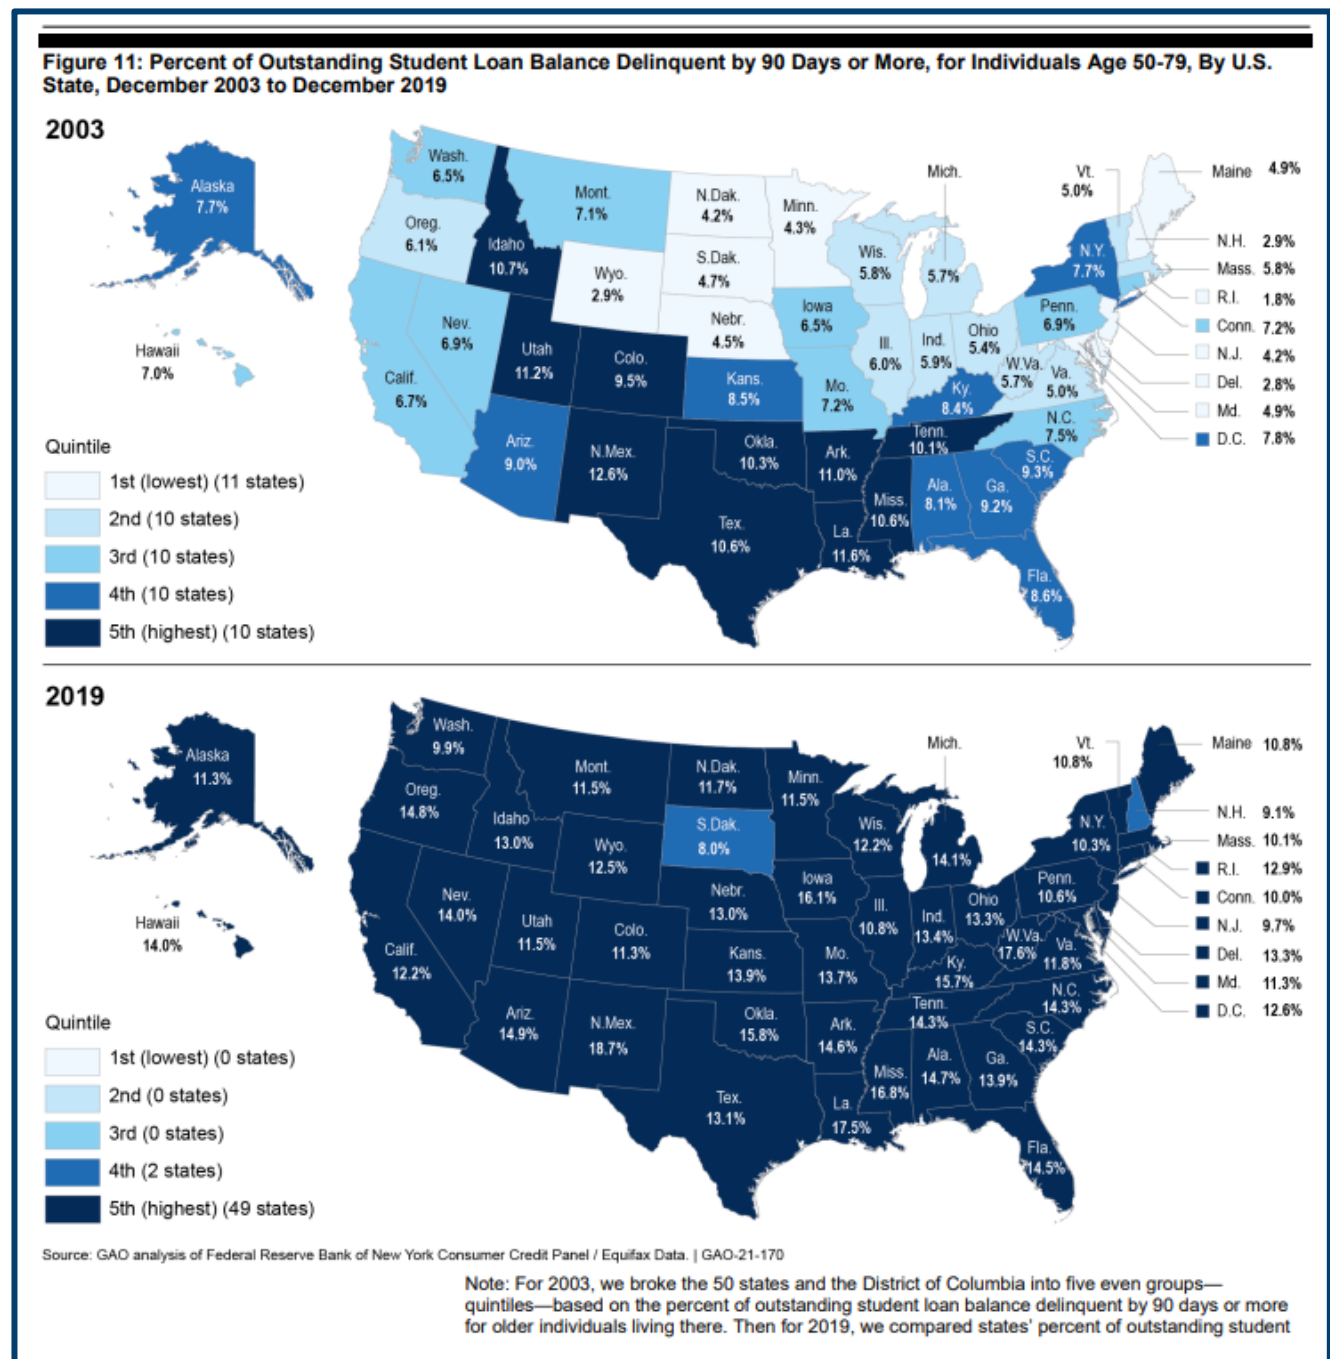 Figure 11: Percent of Outstanding Student Loan Balance Delinquent by 90 Days or More, for Individuals Age 50-79, By U.S.
State, December 2003 to December 2019
2003
Alaska
7.7%
Hawaii
7.0%
Wash.
6.5%
Oreg.
6.1%
Calif.
6.7%
Nev.
6.9%
Idaho
10.7%
Mont.
7.1%
Wyo.
2.9%
Utah
11.2%
Colo.
9.5%
Ariz.
9.0%
N.Mex.
12.6%
N.Dak.
4.2%
S.Dak.
4.7%
Nebr.
4.5%
Kans.
8.5%
Okla.
10.3%
Tex.
10.6%
Minn.
4.3%
Iowa
6.5%
Mo.
7.2%
Ark.
11.0%
La.
11.6%
Wis.
5.8%
Ill.
6.0%
Mich.
5.7%
Ind.
5.9%
Ohio
5.4%
Ky.
8.4%
Tenn.
10.1%
Miss.
10.6%
Ala.
8.1%
Ga.
9.2%
Fla.
8.6%
S.C.
9.3%
N.C.
7.5%
W.Va.
5.7%
Va.
5.0%
Penn.
6.9%
N.Y.
7.7%
Vt.
5.0%
Maine 4.9%
N.H. 2.9%
Mass. 5.8%
R.I. 1.8%
Conn. 7.2%
N.J. 4.2%
Del. 2.8%
Md. 4.9%
D.C. 7.8%
Quintile
1st (lowest) (11 states)
2nd (10 states)
3rd (10 states)
4th (10 states)
5th (highest) (10 states)
2019
Alaska
11.3%
Hawaii
14.0%
Wash.
9.9%
Oreg.
14.8%
Calif.
12.2%
Nev.
14.0%
Idaho
13.0%
Mont.
11.5%
Wyo.
12.5%
Utah
11.5%
Colo.
11.3%
Ariz.
14.9%
N.Mex.
18.7%
N.Dak.
11.7%
S.Dak.
8.0%
Nebr.
13.0%
Kans.
13.9%
Okla.
15.8%
Tex.
13.1%
Minn.
11.5%
Iowa
16.1%
Mo.
13.7%
Ark.
14.6%
La.
17.5%
Wis.
12.2%
Ill.
10.8%
Mich.
14.1%
Ind.
13.4%
Ohio
13.3%
Ky.
15.7%
Tenn.
14.3%
Miss.
16.8%
Ala.
14.7%
Ga.
13.9%
Fla.
14.5%
S.C.
14.3%
N.C.
14.3%
W.Va.
17.6%
Va.
11.8%
Penn.
10.6%
N.Y.
10.3%
Vt.
10.8%
Maine 10.8%
N.H. 9.1%
Mass. 10.1%
R.I. 12.9%
Conn. 10.0%
N.J. 9.7%
Del. 13.3%
Md. 11.3%
D.C. 12.6%
Quintile
1st (lowest) (0 states)
2nd (0 states)
3rd (0 states)
4th (2 states)
5th (highest) (49 states)
Source: GAO analysis of Federal Reserve Bank of New York Consumer Credit Panel / Equifax Data. | GAO-21-170
Note: For 2003, we broke the 50 states and the District of Columbia into five even groups—
quintiles—based on the percent of outstanding student loan balance delinquent by 90 days or more
for older individuals living there. Then for 2019, we compared states' percent of outstanding student